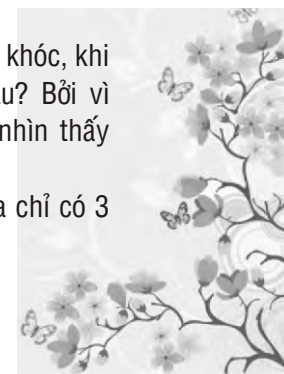 khóc, khi
u? Bởi vì
nhìn thấy
a chỉ có 3